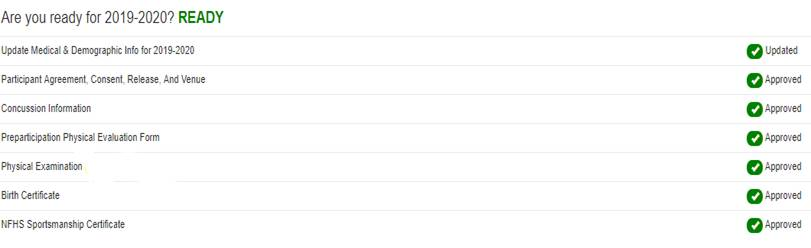 Are you ready for 2019-2020? READY
Update Medical & Demographic Info for 2019-2020 Updated
Participant Agreement, Consent, Release, And Venue Approved
Concussion Information Approved
Preparticipation Physical Evaluation Form Approved
Physical Examination Approved
Birth Certificate Approved
NFHS Sportsmanship Certificate Approved